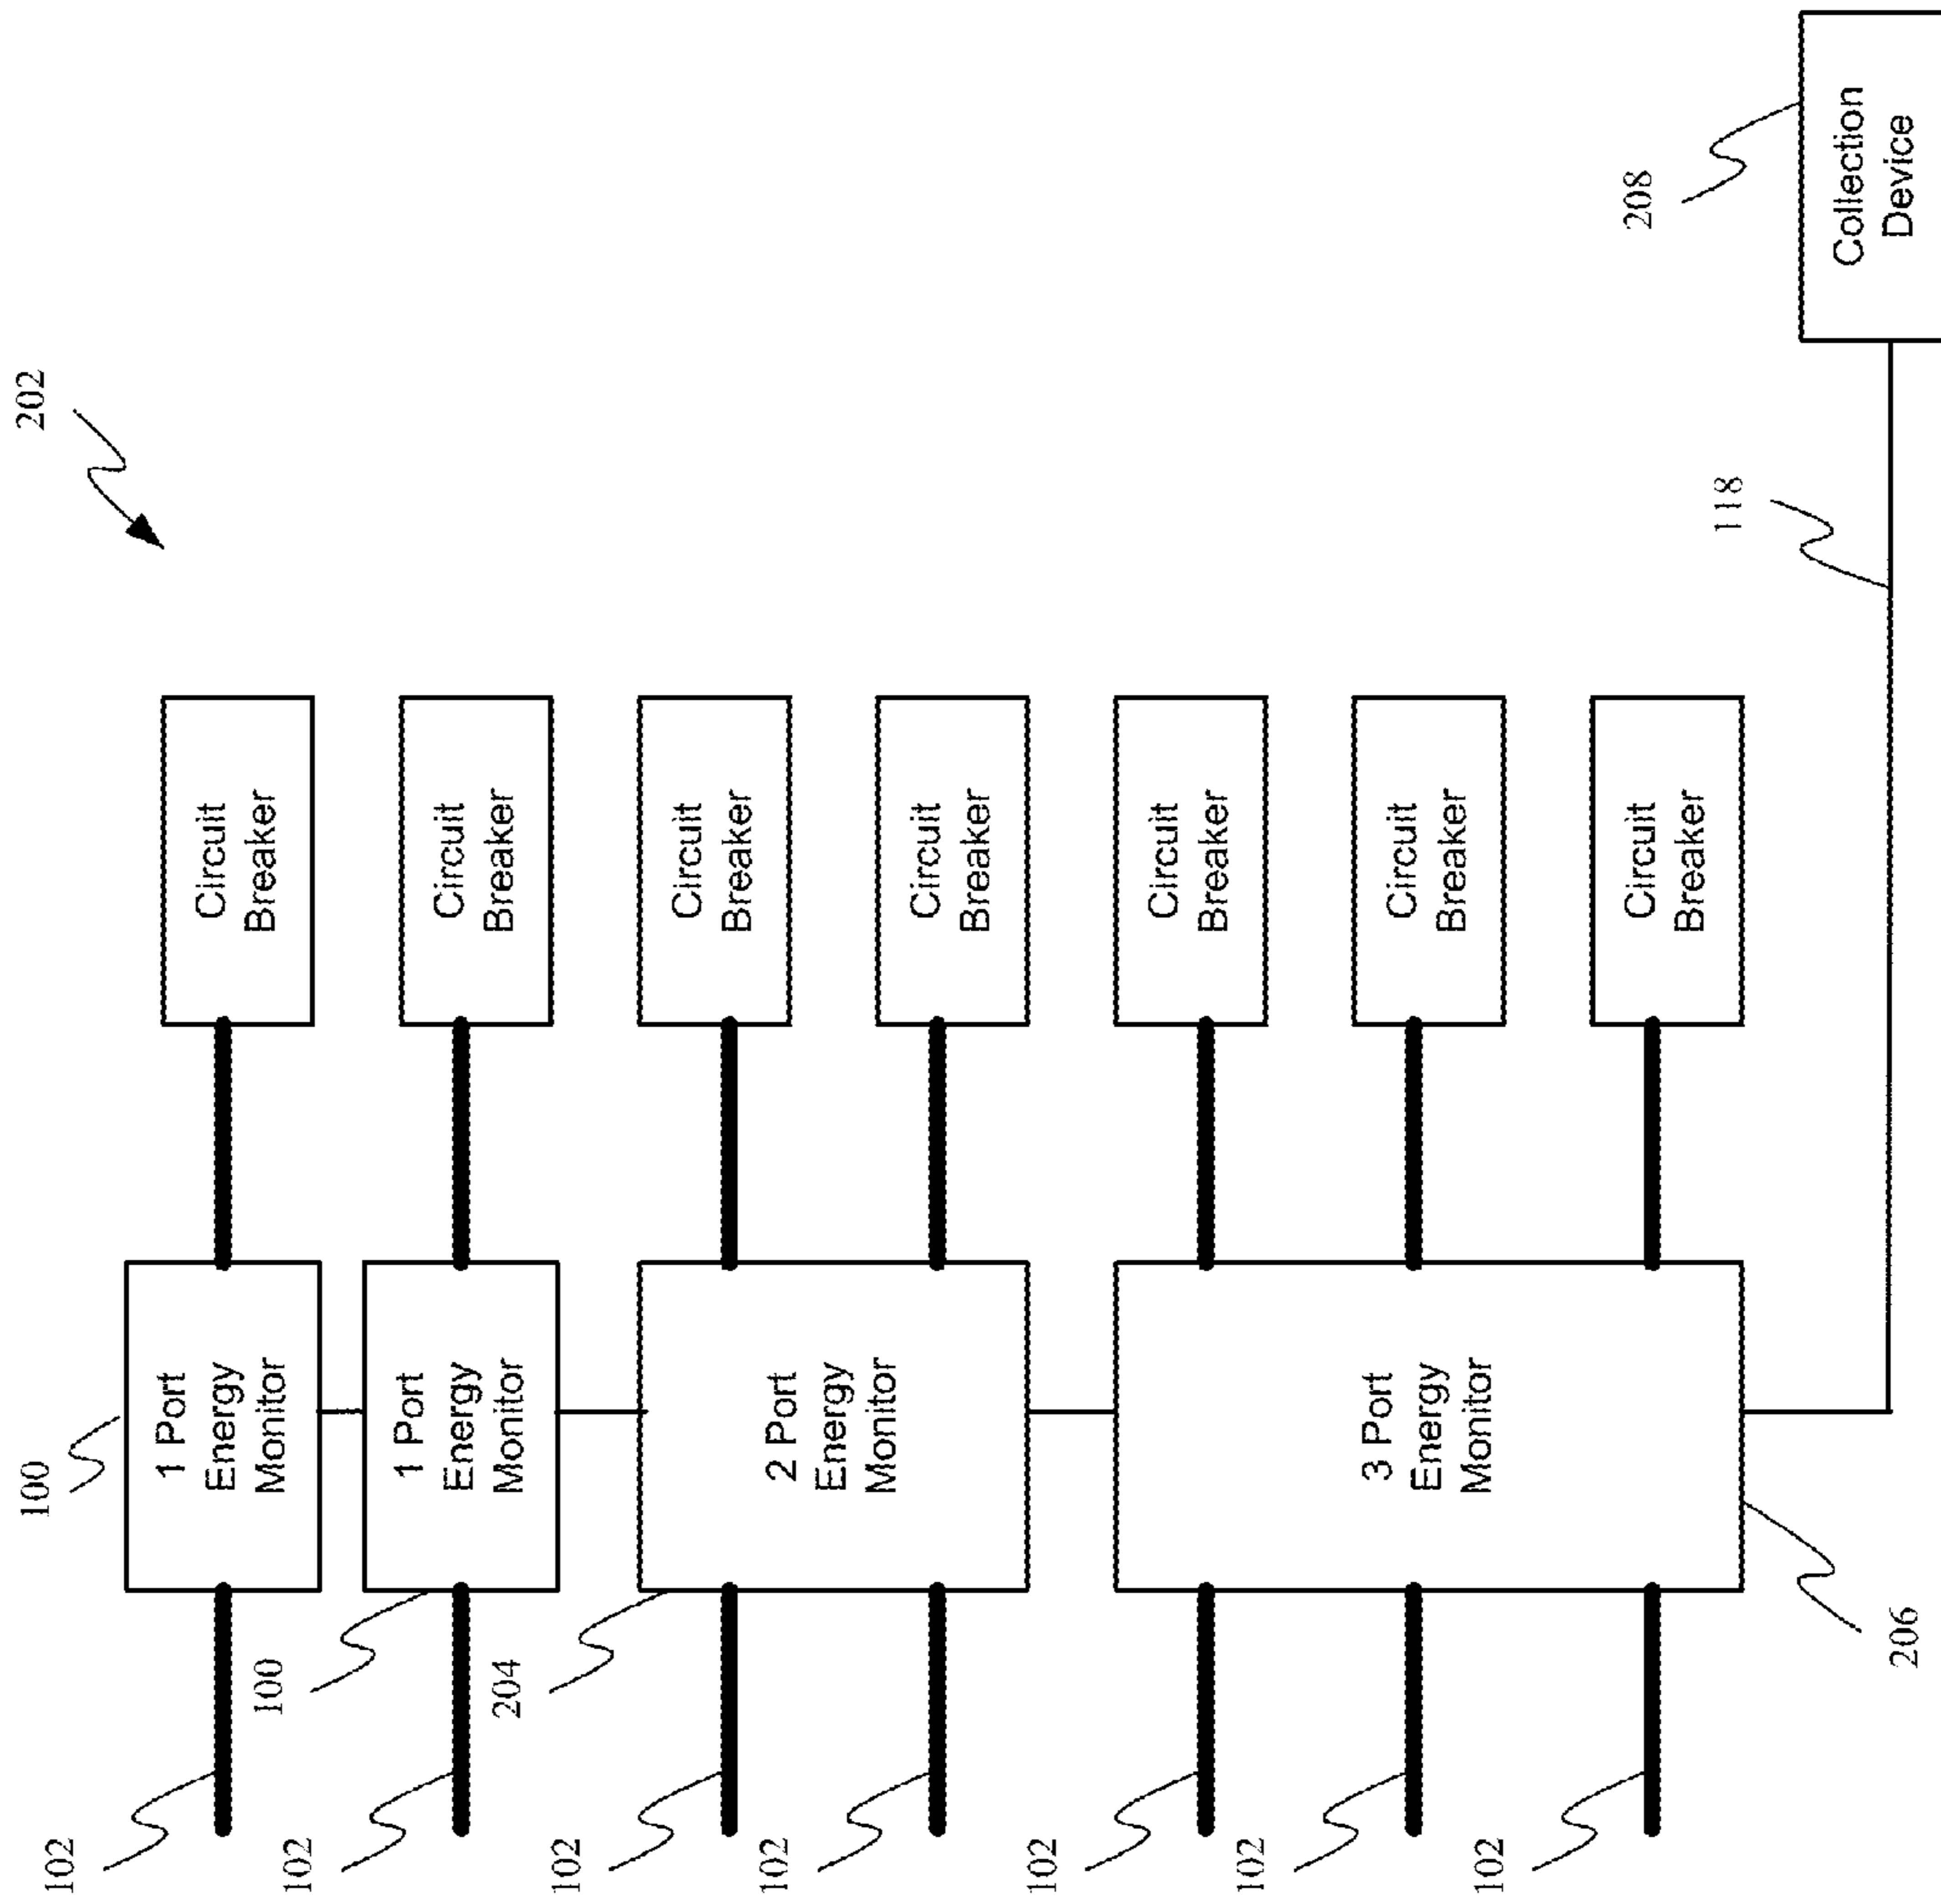 202
Circuit
Breaker
Circuit
Breaker
Circuit
Breaker
Circuit
Breaker
Circuit
Breaker
Circuit
Breaker
Circuit
Breaker
208
Collection
Device
118
100
1 Port
Energy
Monitor
1 Port
Energy
Monitor
2 Port
Energy
Monitor
3 Port
Energy
Monitor
100
204
206
102
102
102
102
102
102
102